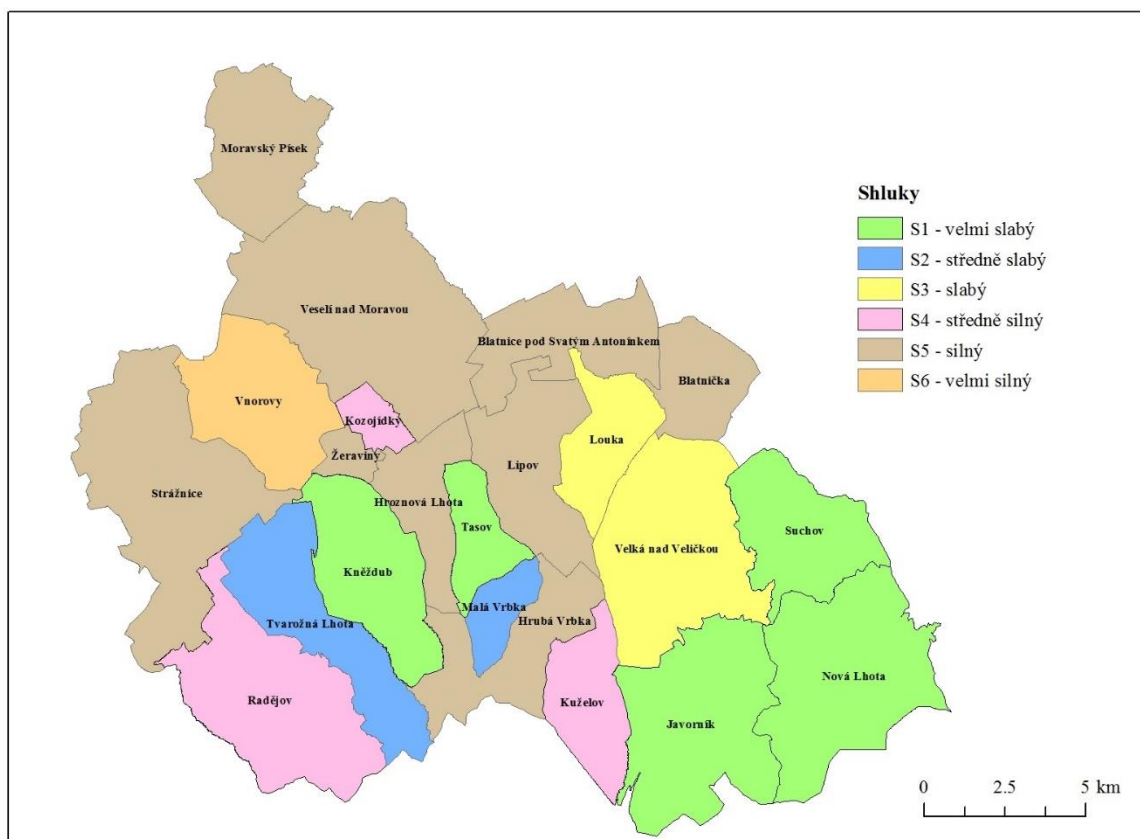 Moravský Písek
Veselí nad Moravou
Blatnice pod Svatým Antonínkem
Blatnička
Vnorovy
Kozojídky
Louka
Žeraviny
Lipov
Strážnice
Hroznová Lhota
Tasov
Suchov
Velká nad Veličkou
Kněždub
Malá Vrbka
Hrubá Vrbka
Tvarožná Lhota
Nová Lhota
Radějov
Kuželov
Javorník
Shluky
S1 - velmi slabý
S2 - středně slabý
S3 - slabý
S4 - středně silný
S5 - silný
S6 - velmi silný
0 2.5 5 km